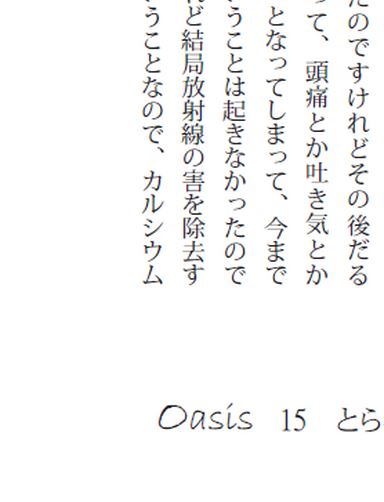 たのですけれどその後だる
って、頭痛とか吐き気とか
となってしまって、今まで
うことは起きなかったので
れど結局放射線の害を除去す
うことなので、カルシウム
Oasis 15 とら